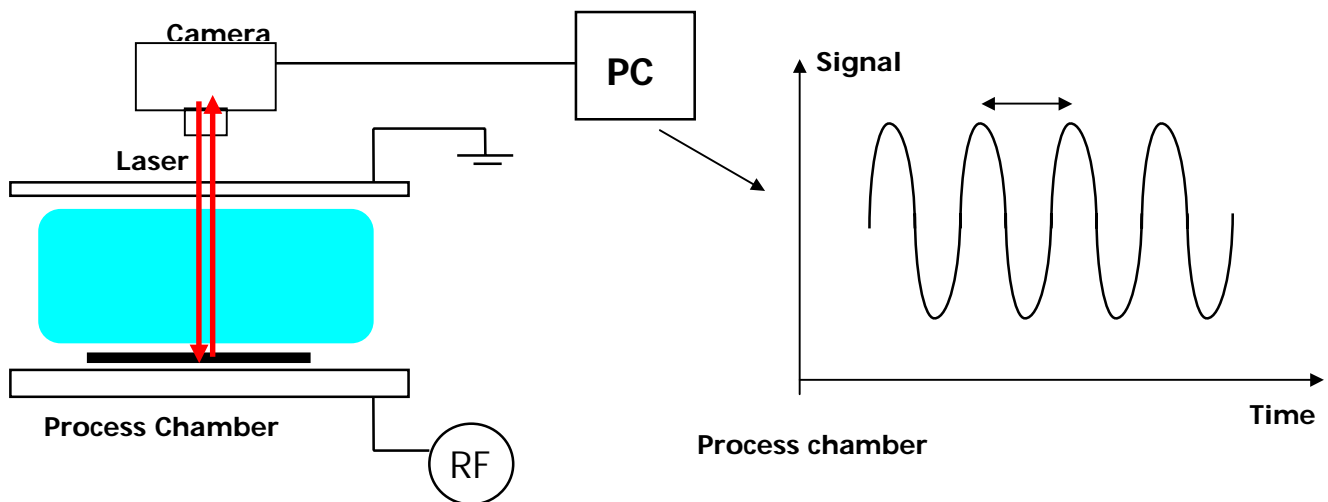 Camera
PC
Signal
Laser
Process Chamber
RF
Process chamber
Time